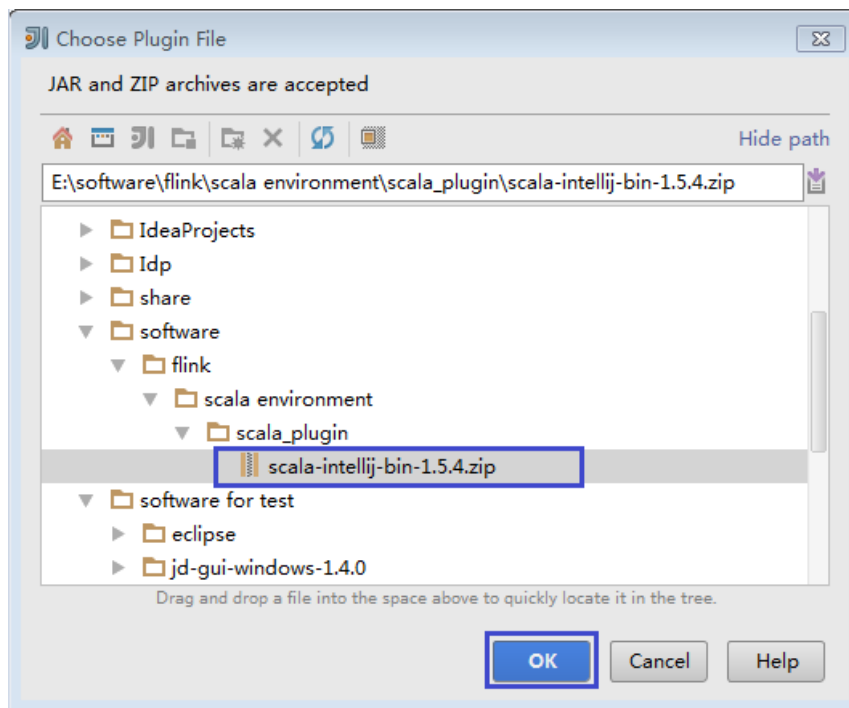 Choose Plugin File
JAR and ZIP archives are accepted
Hide path
E:\software\flink\scala environment\scala_plugin\scala-intellij-bin-1.5.4.zip
IdeaProjects
Idp
share
software
flink
scala environment
scala_plugin
scala-intellij-bin-1.5.4.zip
software for test
eclipse
jd-gui-windows-1.4.0
Drag and drop a file into the space above to quickly locate it in the tree.
OK Cancel Help